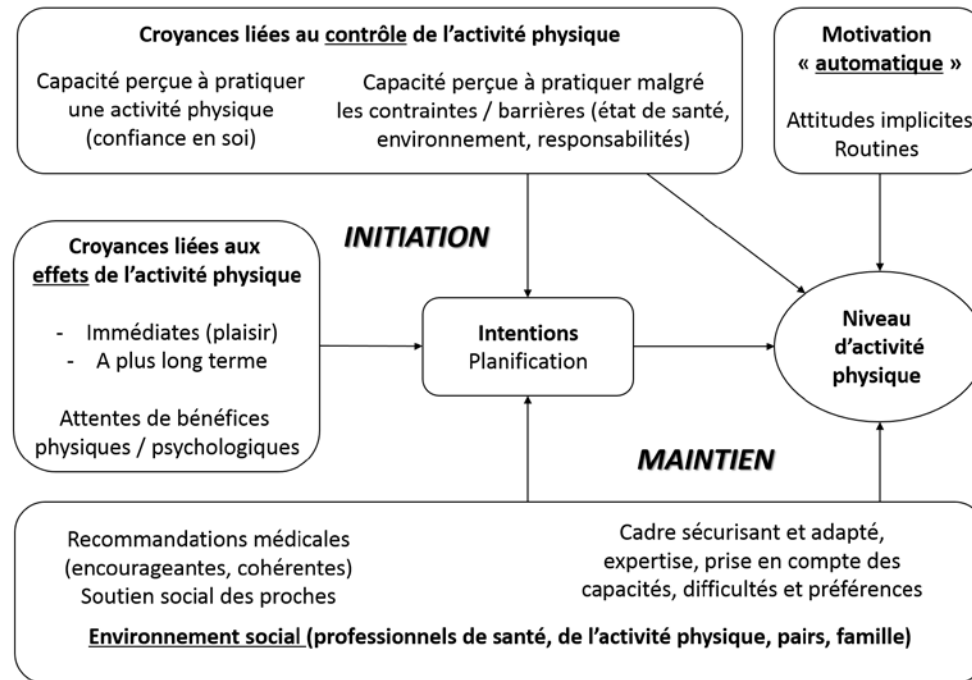 Croyances liées au contrôle de l’activité physique
Capacité perçue à pratiquer
une activité physique
(confiance en soi)
Capacité perçue à pratiquer malgré
les contraintes / barrières (état de santé,
environnement, responsabilités)
Motivation
« automatique »
Attitudes implicites
Routines
INITIATION
Croyances liées aux
effets de l’activité physique
- Immédiates (plaisir)
- A plus long terme
Attentes de bénéfices
physiques / psychologiques
Intentions
Planification
Niveau
d’activité
physique
MAINTIEN
Recommandations médicales
(encourageantes, cohérentes)
Soutien social des proches
Cadre sécurisant et adapté,
expertise, prise en compte des
capacités, difficultés et préférences
Environnement social (professionnels de santé, de l’activité physique, pairs, famille)